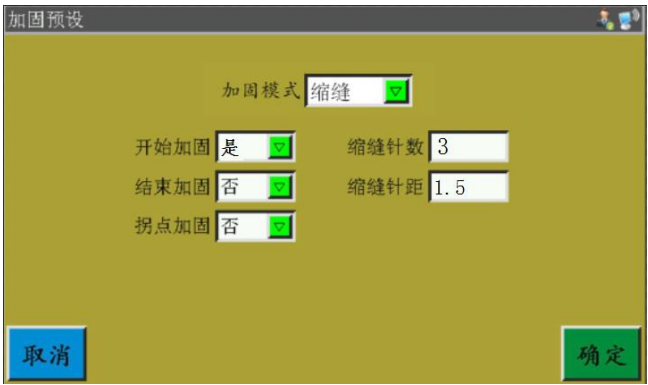 加固预设
加固模式 缩缝
开始加固 是 缩缝针数 3
结束加固 否 缩缝针距 1.5
拐点加固 否
取消 确定